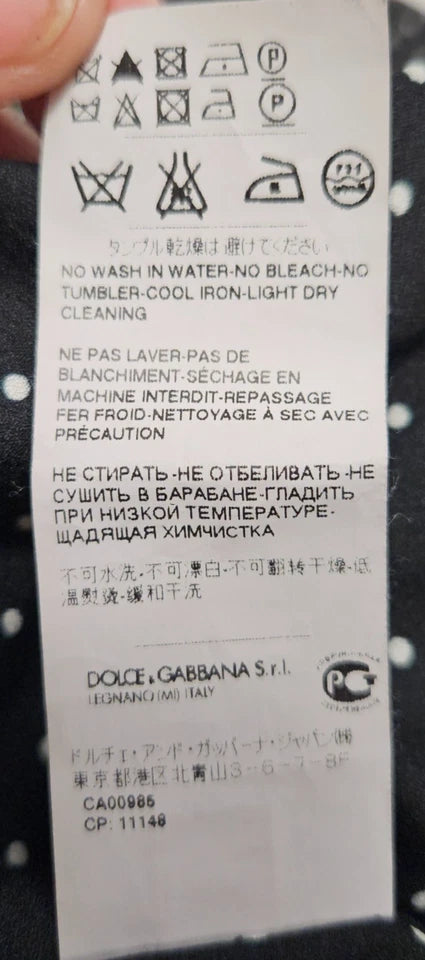 P
P
タンブル乾燥は避けてください
NO WASH IN WATER-NO BLEACH-NO
TUMBLER-COOL IRON-LIGHT DRY
CLEANING
NE PAS LAVER-PAS DE
BLANCHIMENT-SÉCHAGE EN
MACHINE INTERDIT-REPASSAGE
FER FROID-NETTOYAGE À SEC AVEC
PRÉCAUTION
НЕ СТИРАТЬ-НЕ ОТБЕЛИВАТЬ-НЕ
СУШИТЬ В БАРАБАНЕ-ГЛАДИТЬ
ПРИ НИЗКОЙ ТЕМПЕРАТУРЕ-
ЩАДЯЩАЯ ХИМЧИСТКА
不可水洗-不可漂白-不可翻转干燥-低
温熨烫-缓和干洗
DOLCE & GABBANA S.r.l.
LEGNANO (MI) ITALY
РСТ
ドルチェ・アンド・ガッバーナ・ジャパン(株)
東京都港区北青山3-6-7-8F
CA00985
CP: 11148